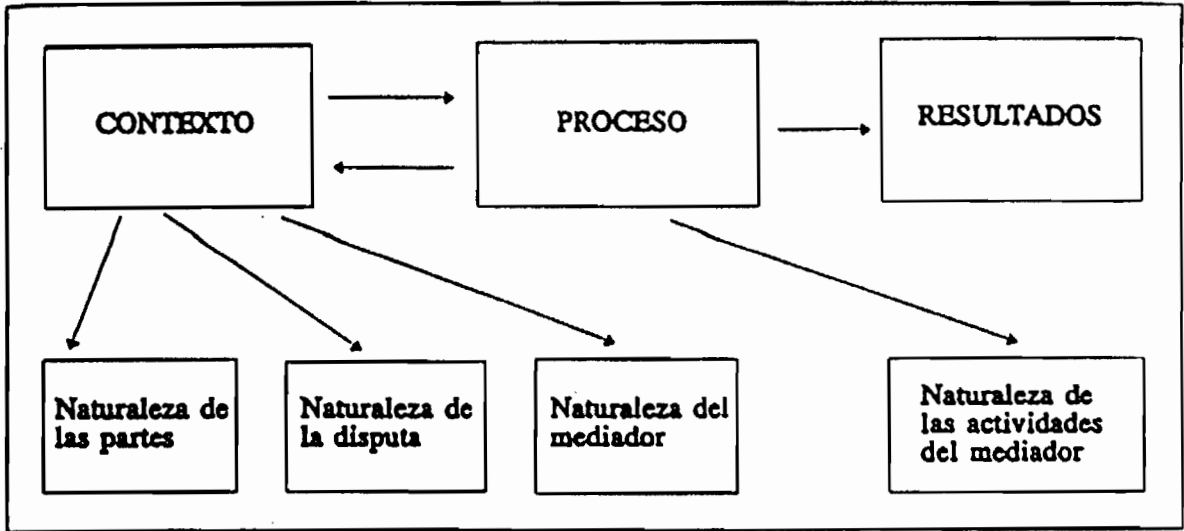 CONTEXTO
PROCESO
RESULTADOS
Naturaleza de
las partes
Naturaleza de
la disputa
Naturaleza del
mediador
Naturaleza de
las actividades
del mediador